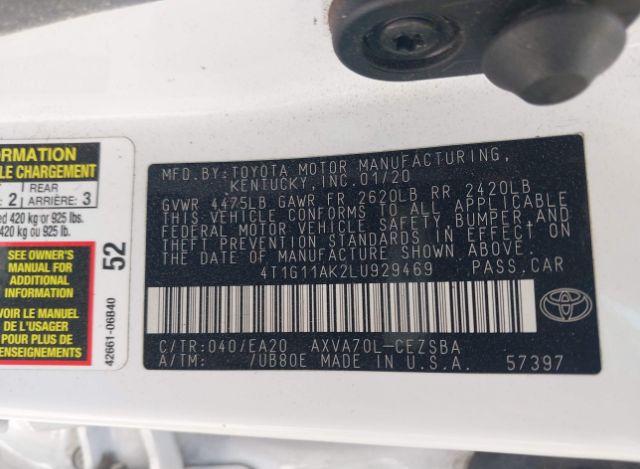 ORMATION
LE CHARGEMENT
2
REAR
ARRIÈRE:
3
ed 420 kg or 925 lbs.
420 kg ou 925 lbs.
SEE OWNER'S
MANUAL FOR
ADDITIONAL
INFORMATION
VOIR LE MANUEL
DE L'USAGER
POUR PLUS DE
RENSEIGNEMENTS
52
42661-06B40
MFD.BY:TOYOTA MOTOR MANUFACTURING,
KENTUCKY,INC.01/20
GVWR 4475LB GAWR FR 2620LB RR 2420LB
THIS VEHICLE CONFORMS TO ALL APPLICABLE
FEDERAL MOTOR VEHICLE SAFETY, BUMPER,AND
THEFT PREVENTION STANDARDS IN EFFECT ON
THE DATE OF MANUFACTURE SHOWN ABOVE.
4T1G11AK2LU929469 PASS.CAR
C/TR:040/EA20 AXVA70L-CEZSBA
A/TM: /UB80E MADE IN U.S.A. 57397
TOYOTA